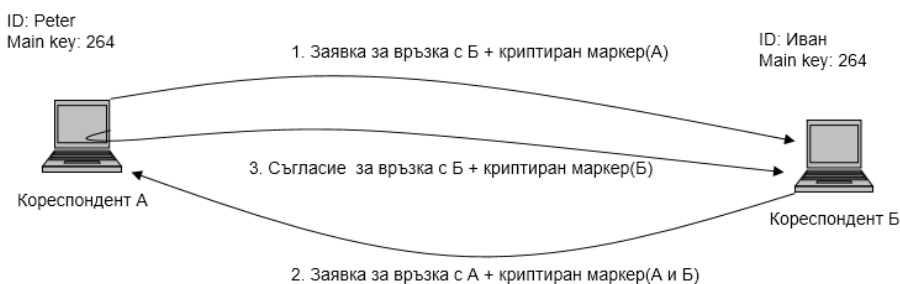 ID: Peter
Main key: 264
ID: Иван
Main key: 264
1. Заявка за връзка с Б + криптиран маркер(А)
3. Съгласие за връзка с Б + криптиран маркер(Б)
Кореспондент А
Кореспондент Б
2. Заявка за връзка с А + криптиран маркер(А и Б)